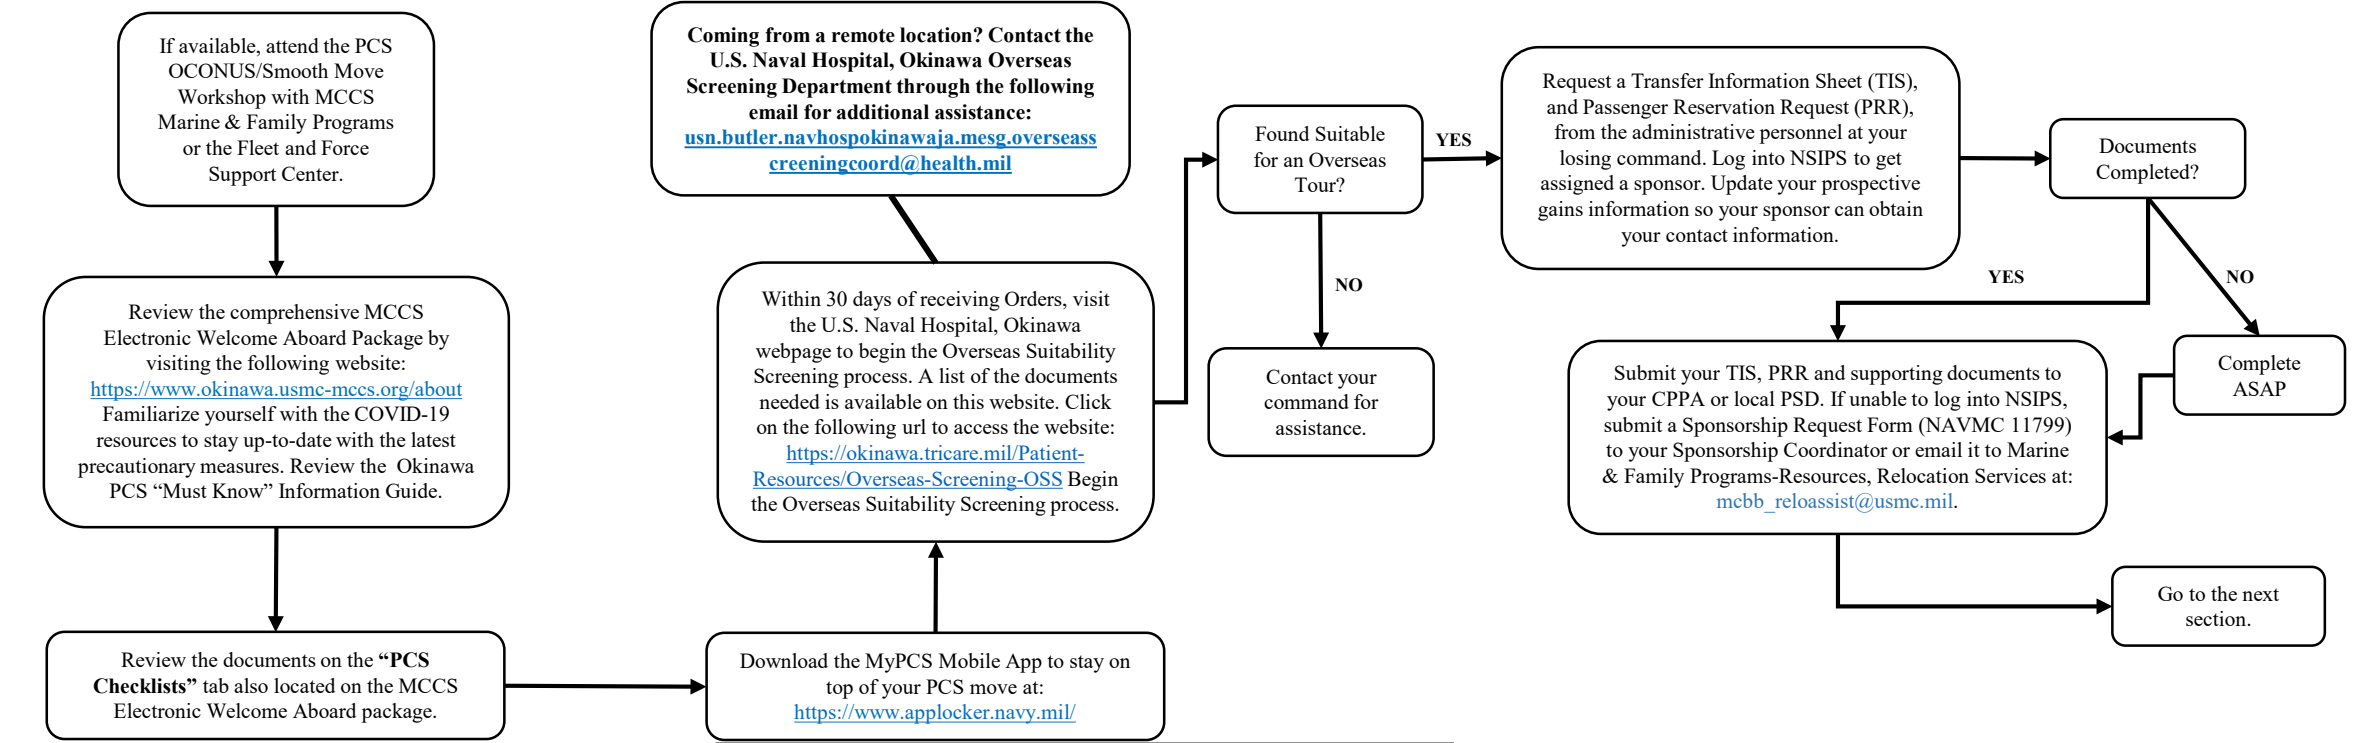 If available, attend the PCS
OCONUS/Smooth Move
Workshop with MCCS
Marine & Family Programs
or the Fleet and Force
Support Center.
Review the comprehensive MCCS
Electronic Welcome Aboard Package by
visiting the following website:
https://www.okinawa.usmc-mccs.org/about
Familiarize yourself with the COVID-19
resources to stay up-to-date with the latest
precautionary measures. Review the  Okinawa
PCS “Must Know” Information Guide.
Review the documents on the “PCS
Checklists” tab also located on the MCCS
Electronic Welcome Aboard package.
Download the MyPCS Mobile App to stay on
top of your PCS move at:
https://www.applocker.navy.mil/
Coming from a remote location? Contact the
U.S. Naval Hospital, Okinawa Overseas
Screening Department through the following
email for additional assistance:
usn.butler.navhospokinawaja.mesg.overseass
creeningcoord@health.mil
Within 30 days of receiving Orders, visit
the U.S. Naval Hospital, Okinawa
webpage to begin the Overseas Suitability
Screening process. A list of the documents
needed is available on this website. Click
on the following url to access the website:
https://okinawa.tricare.mil/Patient-
Resources/Overseas-Screening-OSS Begin
the Overseas Suitability Screening process.
Found Suitable
for an Overseas
Tour?
YES
NO
Contact your
command for
assistance.
Request a Transfer Information Sheet (TIS),
and Passenger Reservation Request (PRR),
from the administrative personnel at your
losing command. Log into NSIPS to get
assigned a sponsor. Update your prospective
gains information so your sponsor can obtain
your contact information.
Documents
Completed?
YES
NO
Complete
ASAP
Submit your TIS, PRR and supporting documents to
your CPPA or local PSD. If unable to log into NSIPS,
submit a Sponsorship Request Form (NAVMC 11799)
to your Sponsorship Coordinator or email it to Marine
& Family Programs-Resources, Relocation Services at:
mcbb_reloassist@usmc.mil.
Go to the next
section.